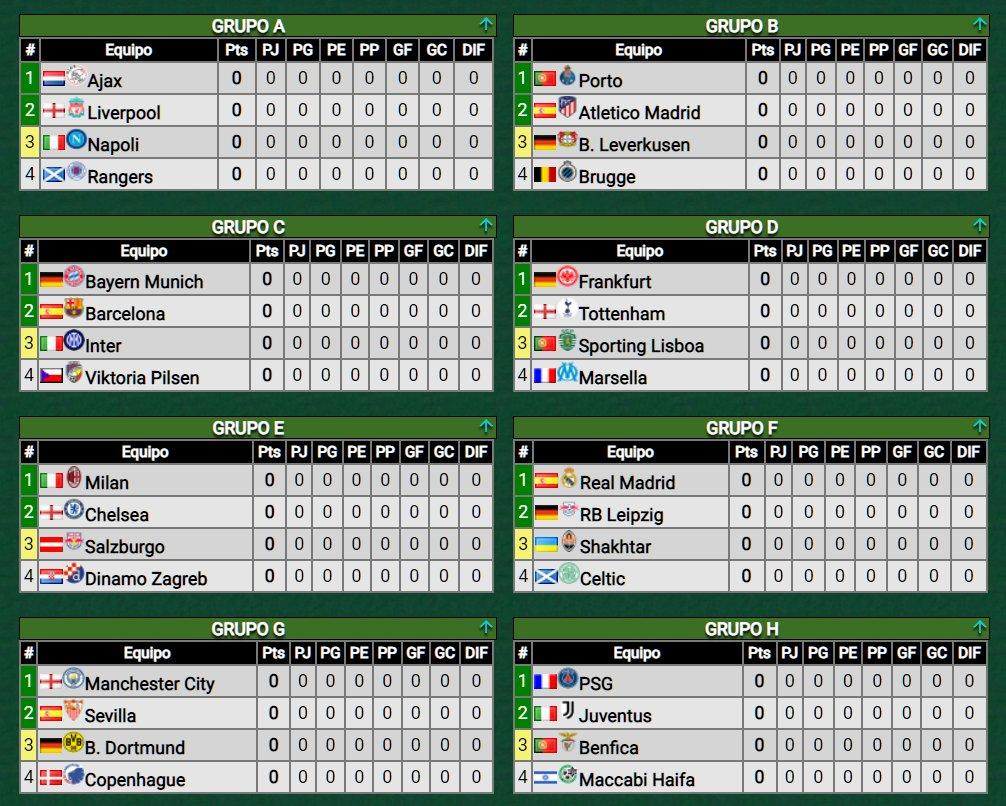 GRUPO A
# Equipo Pts PJ PG PE PP GF GC DIF
1 Ajax 0 0 0 0 0 0 0 0
2 Liverpool 0 0 0 0 0 0 0 0
3 Napoli 0 0 0 0 0 0 0 0
4 Rangers 0 0 0 0 0 0 0 0
GRUPO B
# Equipo Pts PJ PG PE PP GF GC DIF
1 Porto 0 0 0 0 0 0 0 0
2 Atletico Madrid 0 0 0 0 0 0 0 0
3 B. Leverkusen 0 0 0 0 0 0 0 0
4 Brugge 0 0 0 0 0 0 0 0
GRUPO C
# Equipo Pts PJ PG PE PP GF GC DIF
1 Bayern Munich 0 0 0 0 0 0 0 0
2 Barcelona 0 0 0 0 0 0 0 0
3 Inter 0 0 0 0 0 0 0 0
4 Viktoria Pilsen 0 0 0 0 0 0 0 0
GRUPO D
# Equipo Pts PJ PG PE PP GF GC DIF
1 Frankfurt 0 0 0 0 0 0 0 0
2 Tottenham 0 0 0 0 0 0 0 0
3 Sporting Lisboa 0 0 0 0 0 0 0 0
4 Marsella 0 0 0 0 0 0 0 0
GRUPO E
# Equipo Pts PJ PG PE PP GF GC DIF
1 Milan 0 0 0 0 0 0 0 0
2 Chelsea 0 0 0 0 0 0 0 0
3 Salzburgo 0 0 0 0 0 0 0 0
4 Dinamo Zagreb 0 0 0 0 0 0 0 0
GRUPO F
# Equipo Pts PJ PG PE PP GF GC DIF
1 Real Madrid 0 0 0 0 0 0 0 0
2 RB Leipzig 0 0 0 0 0 0 0 0
3 Shakhtar 0 0 0 0 0 0 0 0
4 Celtic 0 0 0 0 0 0 0 0
GRUPO G
# Equipo Pts PJ PG PE PP GF GC DIF
1 Manchester City 0 0 0 0 0 0 0 0
2 Sevilla 0 0 0 0 0 0 0 0
3 B. Dortmund 0 0 0 0 0 0 0 0
4 Copenhague 0 0 0 0 0 0 0 0
GRUPO H
# Equipo Pts PJ PG PE PP GF GC DIF
1 PSG 0 0 0 0 0 0 0 0
2 Juventus 0 0 0 0 0 0 0 0
3 Benfica 0 0 0 0 0 0 0 0
4 Maccabi Haifa 0 0 0 0 0 0 0 0